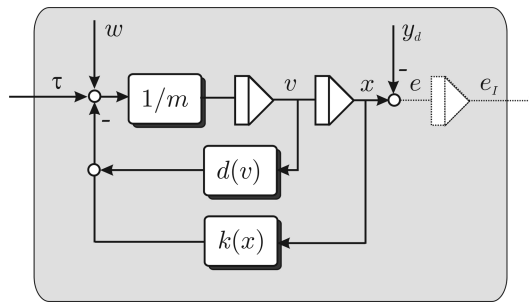 w
y_d
τ
-
1/m
v
x
-
e
e_I
-
d(v)
k(x)